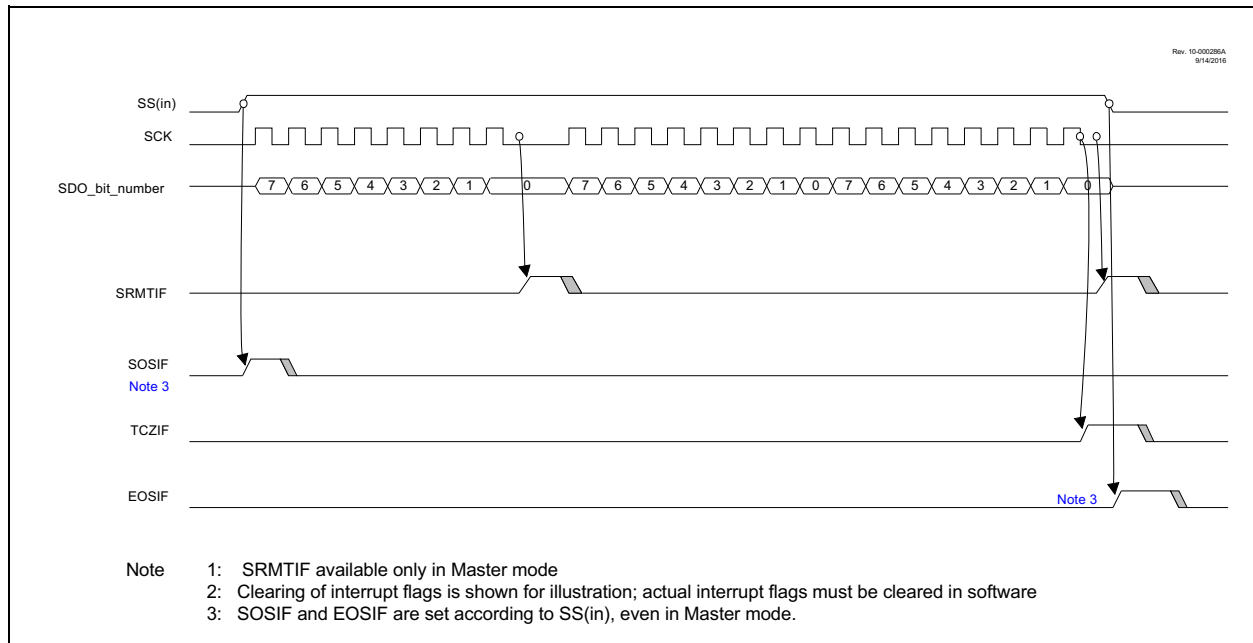 Rev. 10-000286A
9/14/2016
SS(in)
SCK
SDO_bit_number
7 6 5 4 3 2 1 0 7 6 5 4 3 2 1 0 7 6 5 4 3 2 1 0
SRMTIF
SOSIF
Note 3
TCZIF
EOSIF
Note 3
Note 1: SRMTIF available only in Master mode
2: Clearing of interrupt flags is shown for illustration; actual interrupt flags must be cleared in software
3: SOSIF and EOSIF are set according to SS(in), even in Master mode.